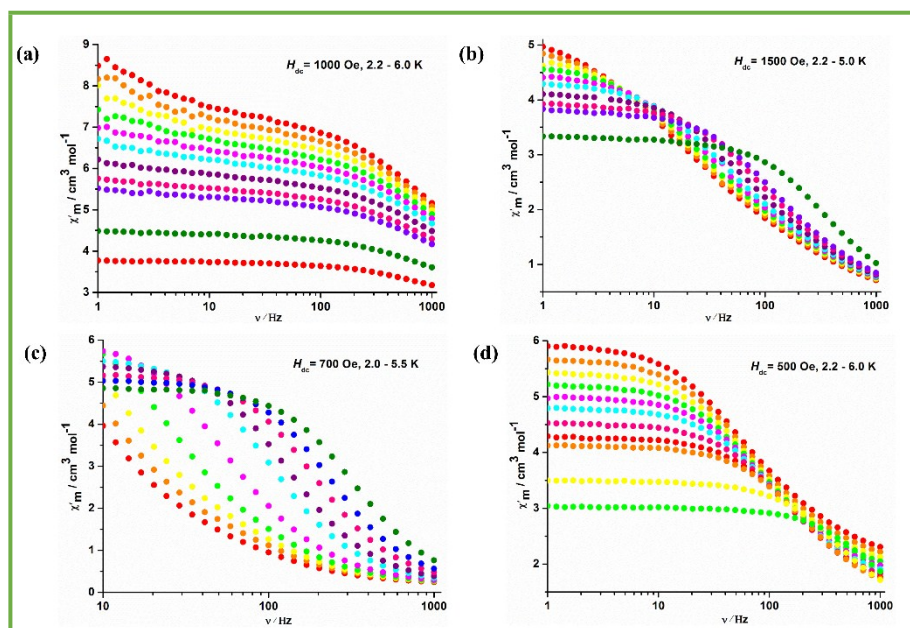 (a)
H_dc = 1000 Oe, 2.2 - 6.0 K
χ'm / cm³ mol⁻¹
9
8
7
6
5
4
3
1
10
100
1000
ν/Hz
(b)
H_dc = 1500 Oe, 2.2 - 5.0 K
χ'm / cm³ mol⁻¹
5
4
3
2
1
1
10
100
1000
ν/Hz
(c)
H_dc = 700 Oe, 2.0 - 5.5 K
χ'm / cm³ mol⁻¹
6
5
4
3
2
1
0
10
100
1000
ν/Hz
(d)
H_dc = 500 Oe, 2.2 - 6.0 K
χ'm / cm³ mol⁻¹
6
5
4
3
2
1
10
100
1000
ν/Hz